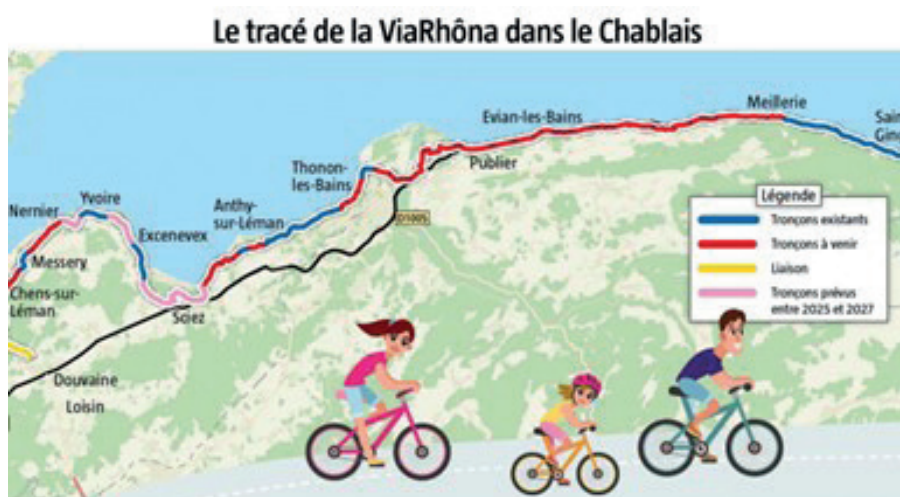 Le tracé de la ViaRhôna dans le Chablais
Meillerie
Evian-les-Bains
Sain
Ging
Publier
Thonon-
les-Bains
Anthy-
sur-Léman
Yvoire
Nernier
Excenevex
Messery
Chens-sur-
Léman
Sciez
Douvaine
Loisin
D1005
Légende
Tronçons existants
Tronçons à venir
Liaison
Tronçons prévus
entre 2025 et 2027